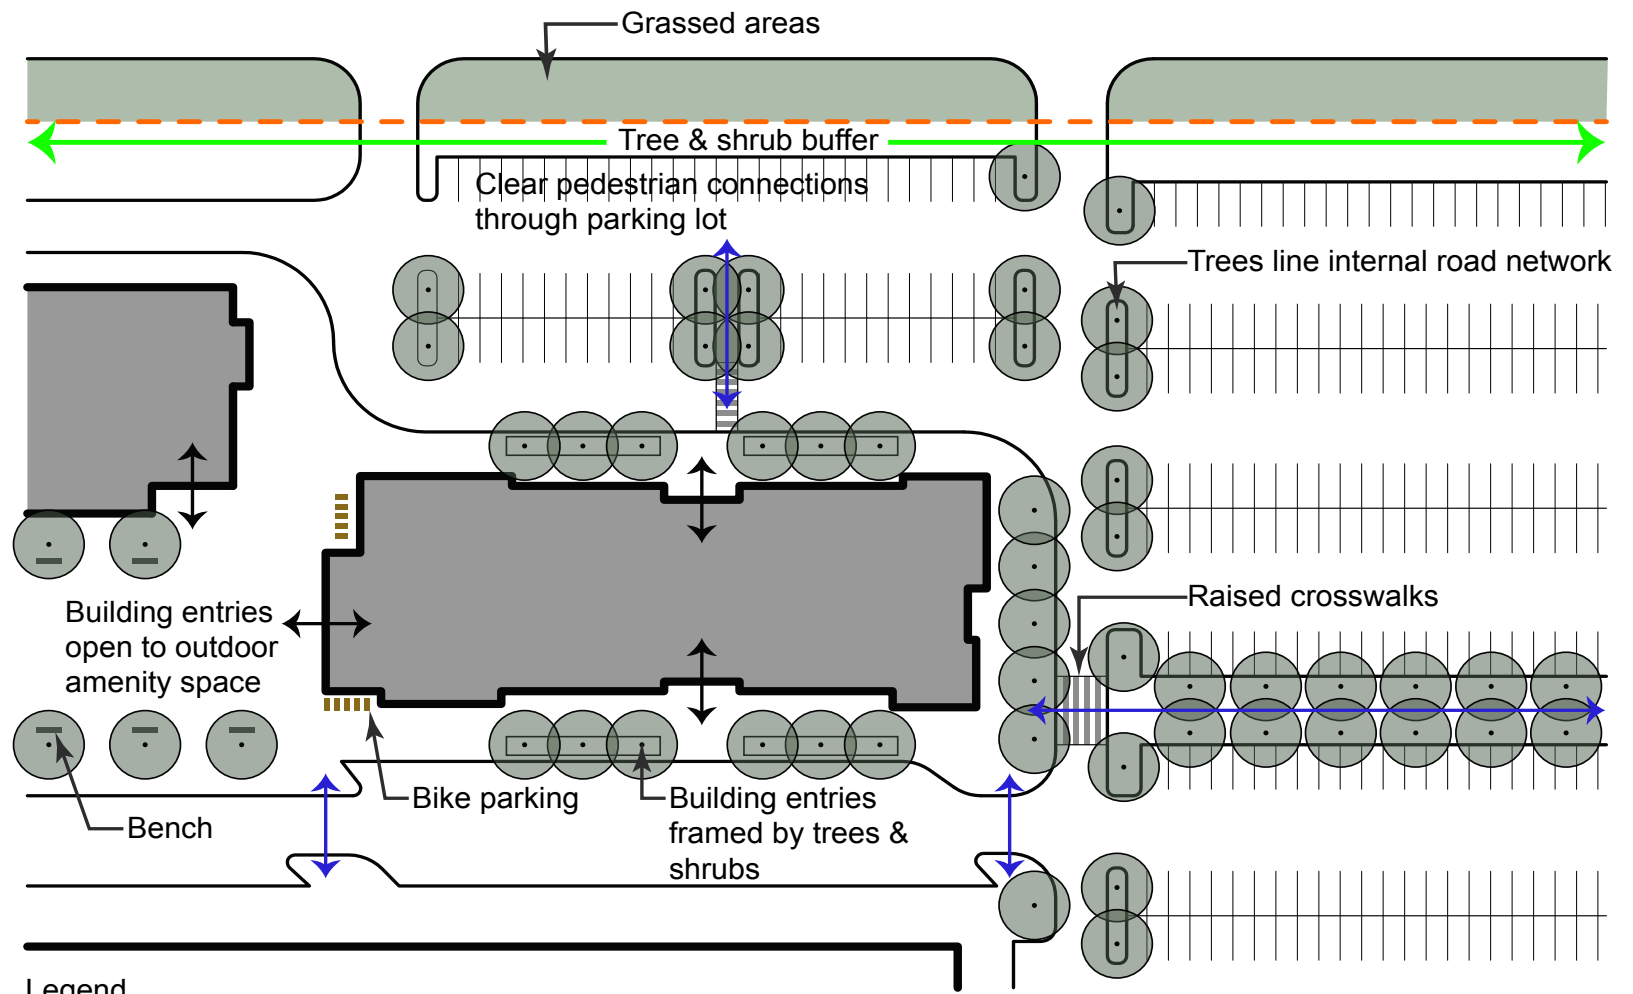 Grassed areas
Tree & shrub buffer
Clear pedestrian connections
through parking lot
Trees line internal road network
Raised crosswalks
Building entries
open to outdoor
amenity space
Bike parking
Building entries
framed by trees &
shrubs
Bench
Legend